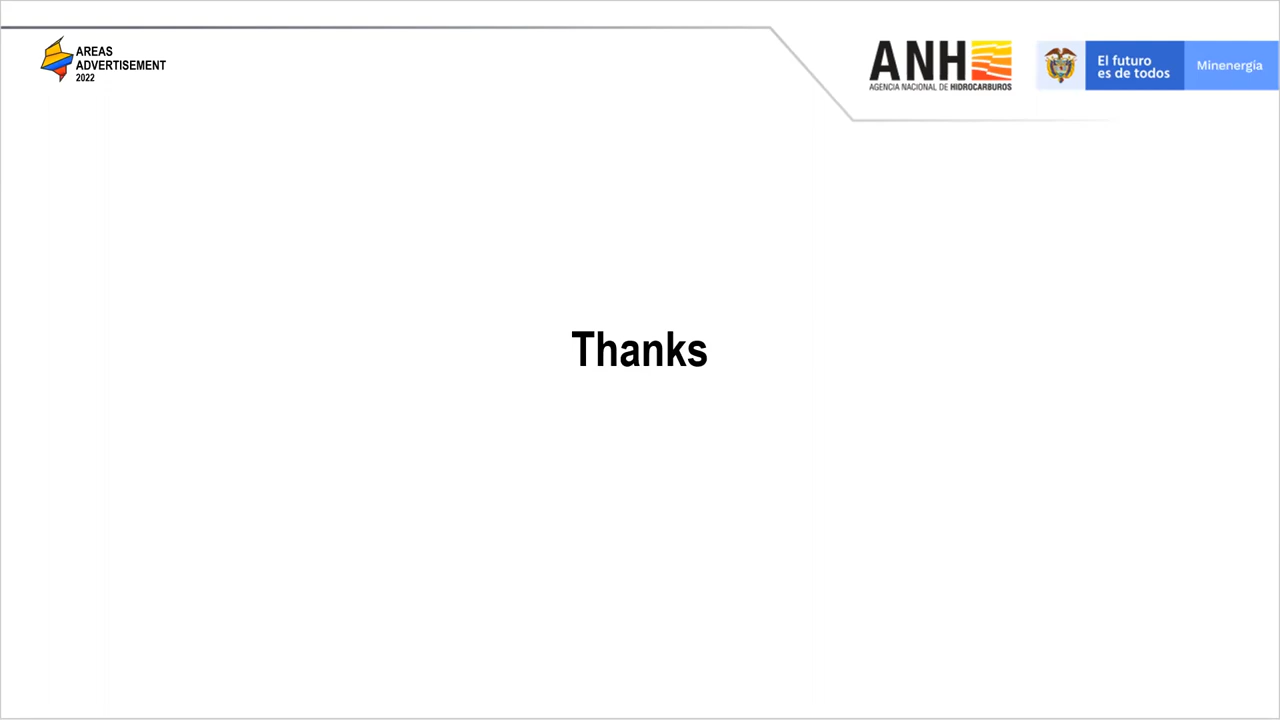 AREAS
ADVERTISEMENT
2022
ANH
AGENCIA NACIONAL DE HIDROCARBUROS
El futuro
es de todos
Minenergía
Thanks